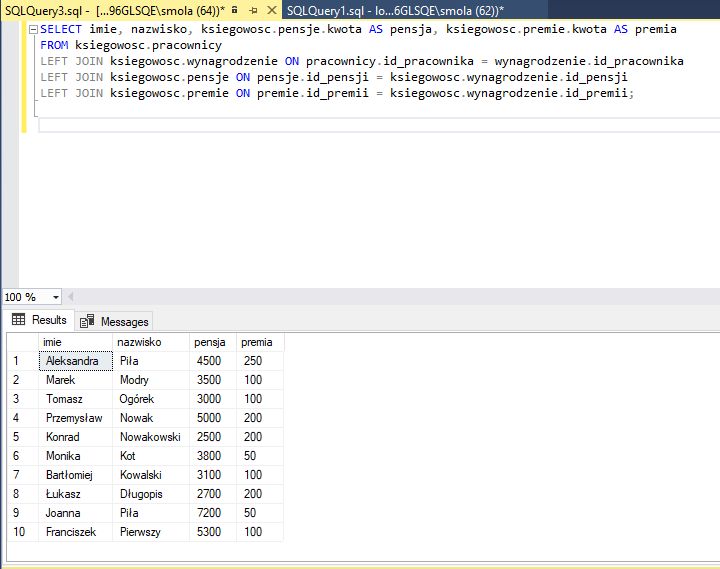 SQLQuery3.sql - [...96GLSQE\smola (64))* SQLQuery1.sql - lo...6GLSQE\smola (62))*
SELECT imie, nazwisko, ksiegowosc.pensje.kwota AS pensja, ksiegowosc.premie.kwota AS premia
FROM ksiegowosc.pracownicy
LEFT JOIN ksiegowosc.wynagrodzenie ON pracownicy.id_pracownika = wynagrodzenie.id_pracownika
LEFT JOIN ksiegowosc.pensje ON pensje.id_pensji = ksiegowosc.wynagrodzenie.id_pensji
LEFT JOIN ksiegowosc.premie ON premie.id_premii = ksiegowosc.wynagrodzenie.id_premii;
100 %
Results Messages
imie nazwisko pensja premia
1 Aleksandra Piła 4500 250
2 Marek Modry 3500 100
3 Tomasz Ogórek 3000 100
4 Przemysław Nowak 5000 200
5 Konrad Nowakowski 2500 200
6 Monika Kot 3800 50
7 Bartłomiej Kowalski 3100 100
8 Łukasz Długopis 2700 200
9 Joanna Piła 7200 50
10 Franciszek Pierwszy 5300 100